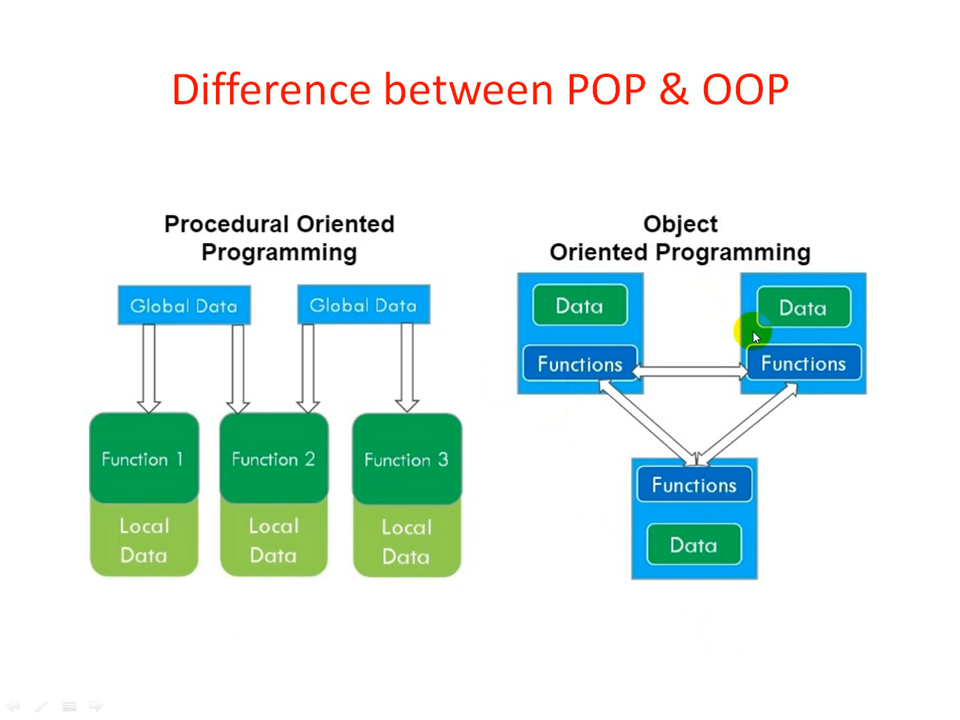 Difference between POP & OOP
Procedural Oriented
Programming
Global Data
Global Data
Function 1
Function 2
Function 3
Local
Data
Local
Data
Local
Data
Object
Oriented Programming
Data
Functions
Data
Functions
Functions
Data